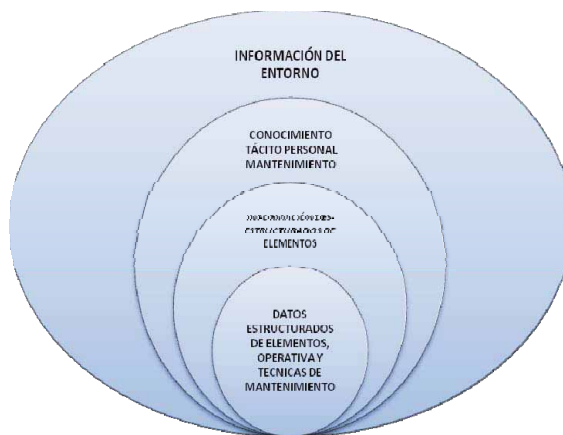 INFORMACIÓN DEL
ENTORNO
CONOCIMIENTO
TÁCITO PERSONAL
MANTENIMIENTO
ELEMENTOS
DATOS
ESTRUCTURADOS
DE ELEMENTOS,
OPERATIVA Y
TECNICAS DE
MANTENIMIENTO